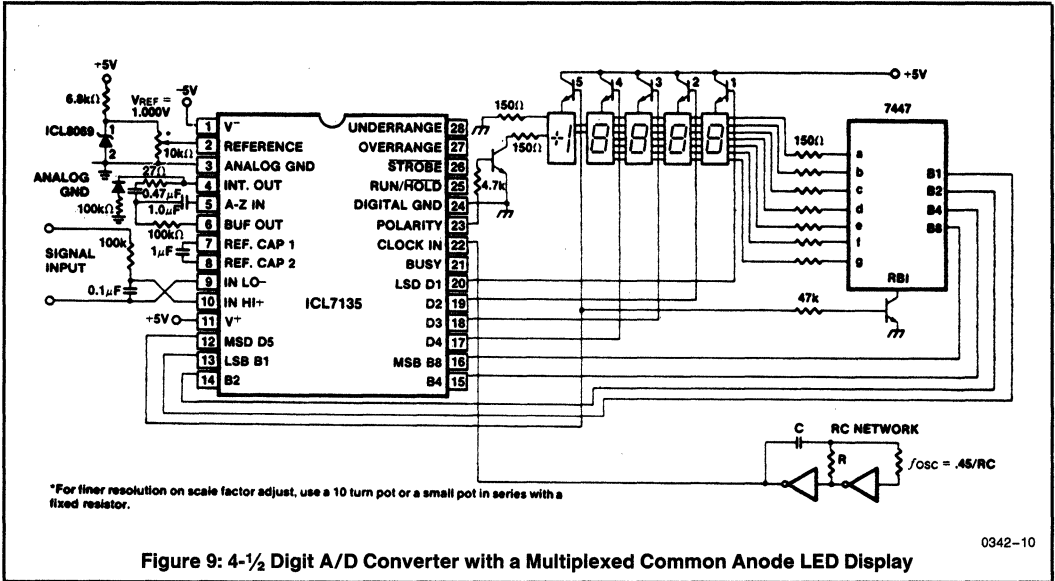 +5V
6.8kΩ
VREF =
1.000V
-5V
ICL8069
1
2
*
10kΩ
ANALOG
GND
27Ω
0.47μF
100kΩ
1.0μF
100kΩ
SIGNAL
INPUT
100k
1μF
0.1μF
+5V
1 V-
2 REFERENCE
3 ANALOG GND
4 INT. OUT
5 A-Z IN
6 BUF OUT
7 REF. CAP 1
8 REF. CAP 2
9 IN LO-
10 IN HI+
11 V+
12 MSD D5
13 LSB B1
14 B2
ICL7135
UNDERRANGE 28
OVERRANGE 27
STROBE 26
RUN/HOLD 25
DIGITAL GND 24
POLARITY 23
CLOCK IN 22
BUSY 21
LSD D1 20
D2 19
D3 18
D4 17
MSB B8 16
B4 15
150Ω
150Ω
4.7k
5 4 3 2 1
+5V
7447
150Ω
a
b
c
d
e
f
g
B1
B2
B4
B8
RBI
47k
C RC NETWORK
R
fOSC = .45/RC
*For finer resolution on scale factor adjust, use a 10 turn pot or a small pot in series with a
fixed resistor.
0342-10
Figure 9: 4-½ Digit A/D Converter with a Multiplexed Common Anode LED Display